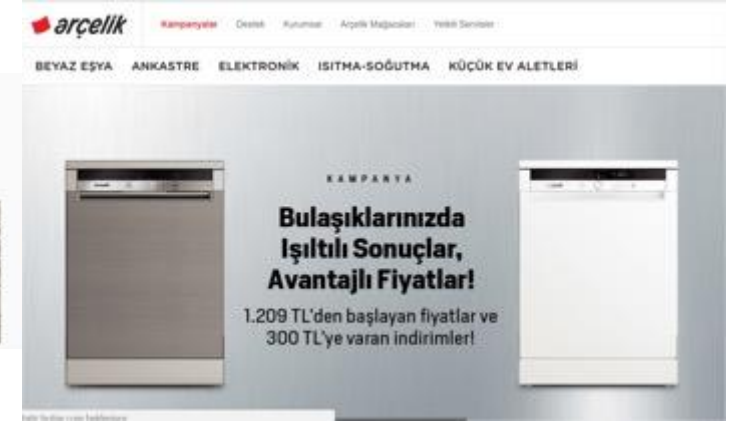 arçelik
Kampanyalar Destek Kurumsal Arçelik Mağazaları Yetkili Servisler
BEYAZ EŞYA ANKASTRE ELEKTRONİK ISITMA-SOĞUTMA KÜÇÜK EV ALETLERİ
KAMPANYA
Bulaşıklarınızda
Işıltılı Sonuçlar,
Avantajlı Fiyatlar!
1.209 TL'den başlayan fiyatlar ve
300 TL'ye varan indirimler!